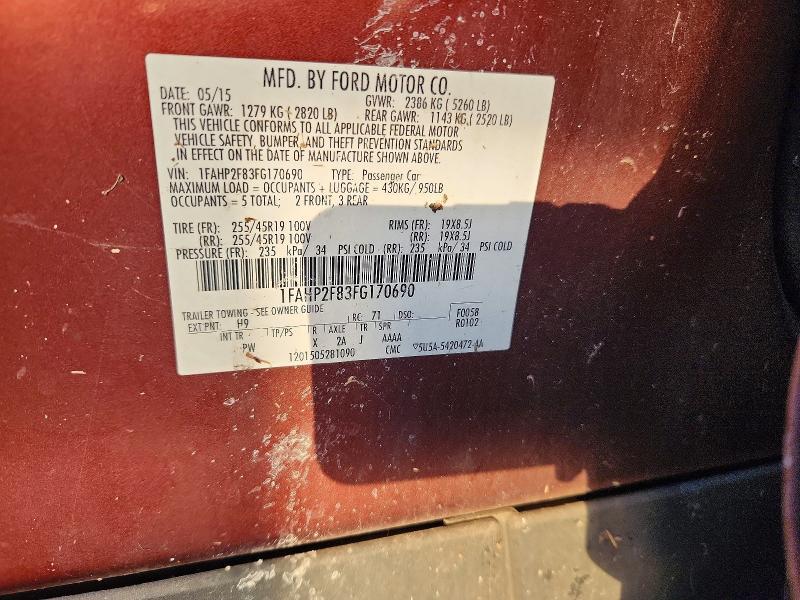 MFD. BY FORD MOTOR CO.
DATE: 05/15 GVWR: 2386 KG ( 5260 LB)
FRONT GAWR: 1279 KG ( 2820 LB) REAR GAWR: 1143 KG ( 2520 LB)
THIS VEHICLE CONFORMS TO ALL APPLICABLE FEDERAL MOTOR
VEHICLE SAFETY, BUMPER, AND THEFT PREVENTION STANDARDS
IN EFFECT ON THE DATE OF MANUFACTURE SHOWN ABOVE.
VIN: 1FAHP2F83FG170690 TYPE: Passenger Car
MAXIMUM LOAD = OCCUPANTS + LUGGAGE = 430KG/ 950LB
OCCUPANTS = 5 TOTAL; 2 FRONT, 3 REAR
TIRE (FR): 255/45R19 100V RIMS (FR): 19X8.5J
(RR): 255/45R19 100V (RR): 19X8.5J
PRESSURE (FR): 235 kPa/ 34 PSI COLD (RR): 235 kPa/ 34 PSI COLD
1FAHP2F83FG170690
TRAILER TOWING - SEE OWNER GUIDE
EXT PNT: H9 RC: 71 DSO: F0058
R0102
INT TR TP/PS R AXLE TR SPR
PW X 2A J AAAA
1201505281090 CMC ♡5U5A-5420472-AA